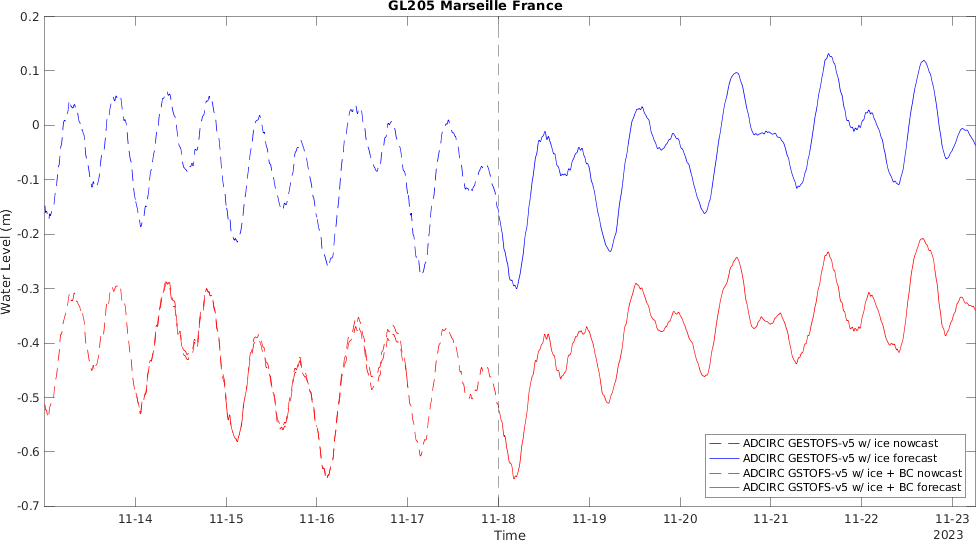 GL205 Marseille France
0.2
0.1
0
-0.1
-0.2
-0.3
-0.4
-0.5
-0.6
-0.7
Water Level (m)
ADCIRC GESTOFS-v5 w/ ice nowcast
ADCIRC GESTOFS-v5 w/ ice forecast
ADCIRC GSTOFS-v5 w/ ice + BC nowcast
ADCIRC GSTOFS-v5 w/ ice + BC forecast
11-14 11-15 11-16 11-17 11-18 11-19 11-20 11-21 11-22 11-23
2023
Time